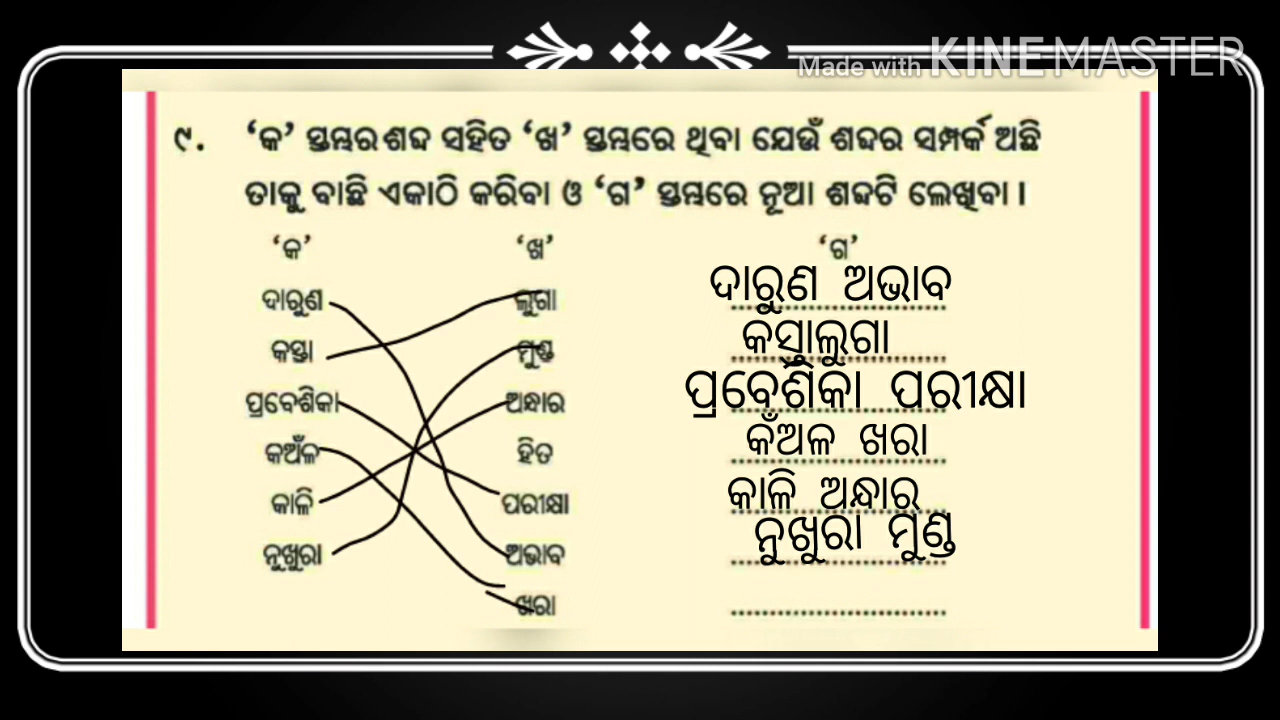 Made with KINEMASTER
୯. ‘କ’ ସ୍ତମ୍ଭର ଶବ୍ଦ ସହିତ ‘ଖ’ ସ୍ତମ୍ଭରେ ଥିବା ଯେଉଁ ଶବ୍ଦର ସମ୍ପର୍କ ଅଛି
ତାକୁ ବାଛି ଏକାଠି କରିବା ଓ ‘ଗ’ ସ୍ତମ୍ଭରେ ନୂଆ ଶବ୍ଦଟି ଲେଖିବା ।
‘କ’ ‘ଖ’ ‘ଗ’
ଦାରୁଣ ଲୁଗା ଦାରୁଣ ଅଭାବ
କସ୍ତା ମୁଣ୍ଡ କସ୍ତାଲୁଗା
ପ୍ରବେଶିକା ଅନ୍ଧାର ପ୍ରବେଶିକା ପରୀକ୍ଷା
କଅଁଳ ହିତ କଁଅଳ ଖରା
କାଳି ପରୀକ୍ଷା କାଳି ଅନ୍ଧାର
ନୁଖୁରା ଅଭାବ ନୁଖୁରା ମୁଣ୍ଡ
ଖରା